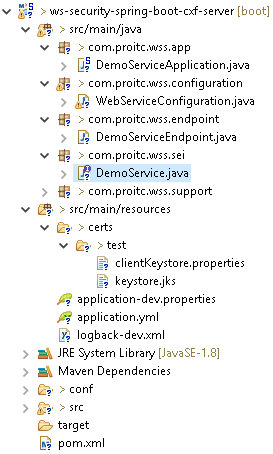 > ws-security-spring-boot-cxf-server [boot]
> src/main/java
> com.proitc.wss.app
> DemoServiceApplication.java
> com.proitc.wss.configuration
> WebServiceConfiguration.java
> com.proitc.wss.endpoint
> DemoServiceEndpoint.java
> com.proitc.wss.sei
> DemoService.java
> com.proitc.wss.support
> src/main/resources
> certs
> test
clientKeystore.properties
keystore.jks
application-dev.properties
application.yml
logback-dev.xml
JRE System Library [JavaSE-1.8]
Maven Dependencies
> conf
> src
target
pom.xml